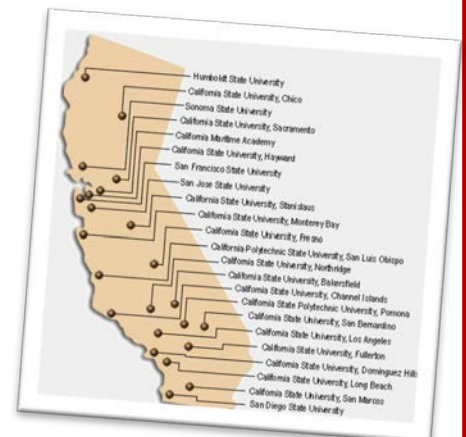 Humboldt State University
California State University, Chico
Sonoma State University
California State University, Sacramento
California Maritime Academy
California State University, Hayward
San Francisco State University
San Jose State University
California State University, Stanislaus
California State University, Monterey Bay
California State University, Fresno
California Polytechnic State University, San Luis Obispo
California State University, Northridge
California State University, Bakersfield
California State University, Channel Islands
California State Polytechnic University, Pomona
California State University, San Bernardino
California State University, Los Angeles
California State University, Fullerton
California State University, Dominguez Hills
California State University, Long Beach
California State University, San Marcos
San Diego State University